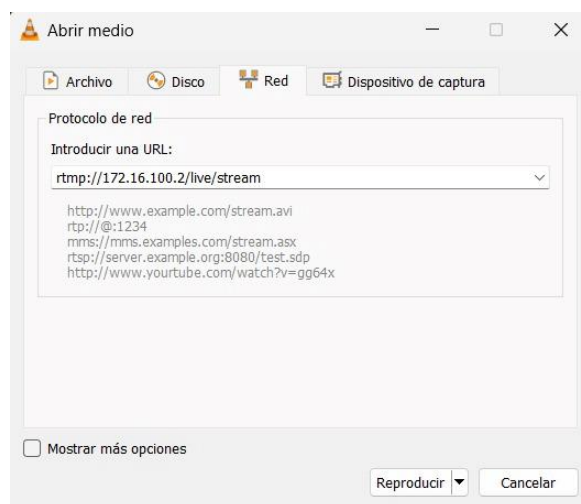 Abrir medio
Archivo Disco Red Dispositivo de captura
Protocolo de red
Introducir una URL:
rtmp://172.16.100.2/live/stream
http://www.example.com/stream.avi
rtp://@:1234
mms://mms.examples.com/stream.asx
rtsp://server.example.org:8080/test.sdp
http://www.yourtube.com/watch?v=gg64x
Mostrar más opciones
Reproducir Cancelar